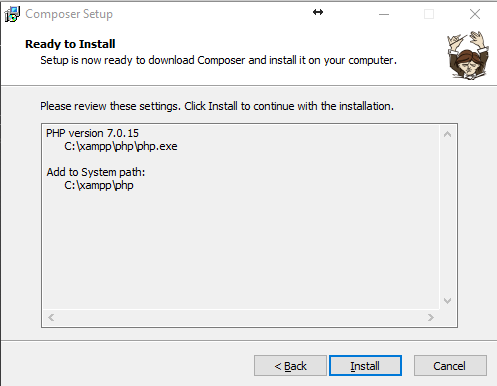 Composer Setup
Ready to Install
Setup is now ready to download Composer and install it on your computer.
Please review these settings. Click Install to continue with the installation.
PHP version 7.0.15
C:\xampp\php\php.exe
Add to System path:
C:\xampp\php
< Back
Install
Cancel